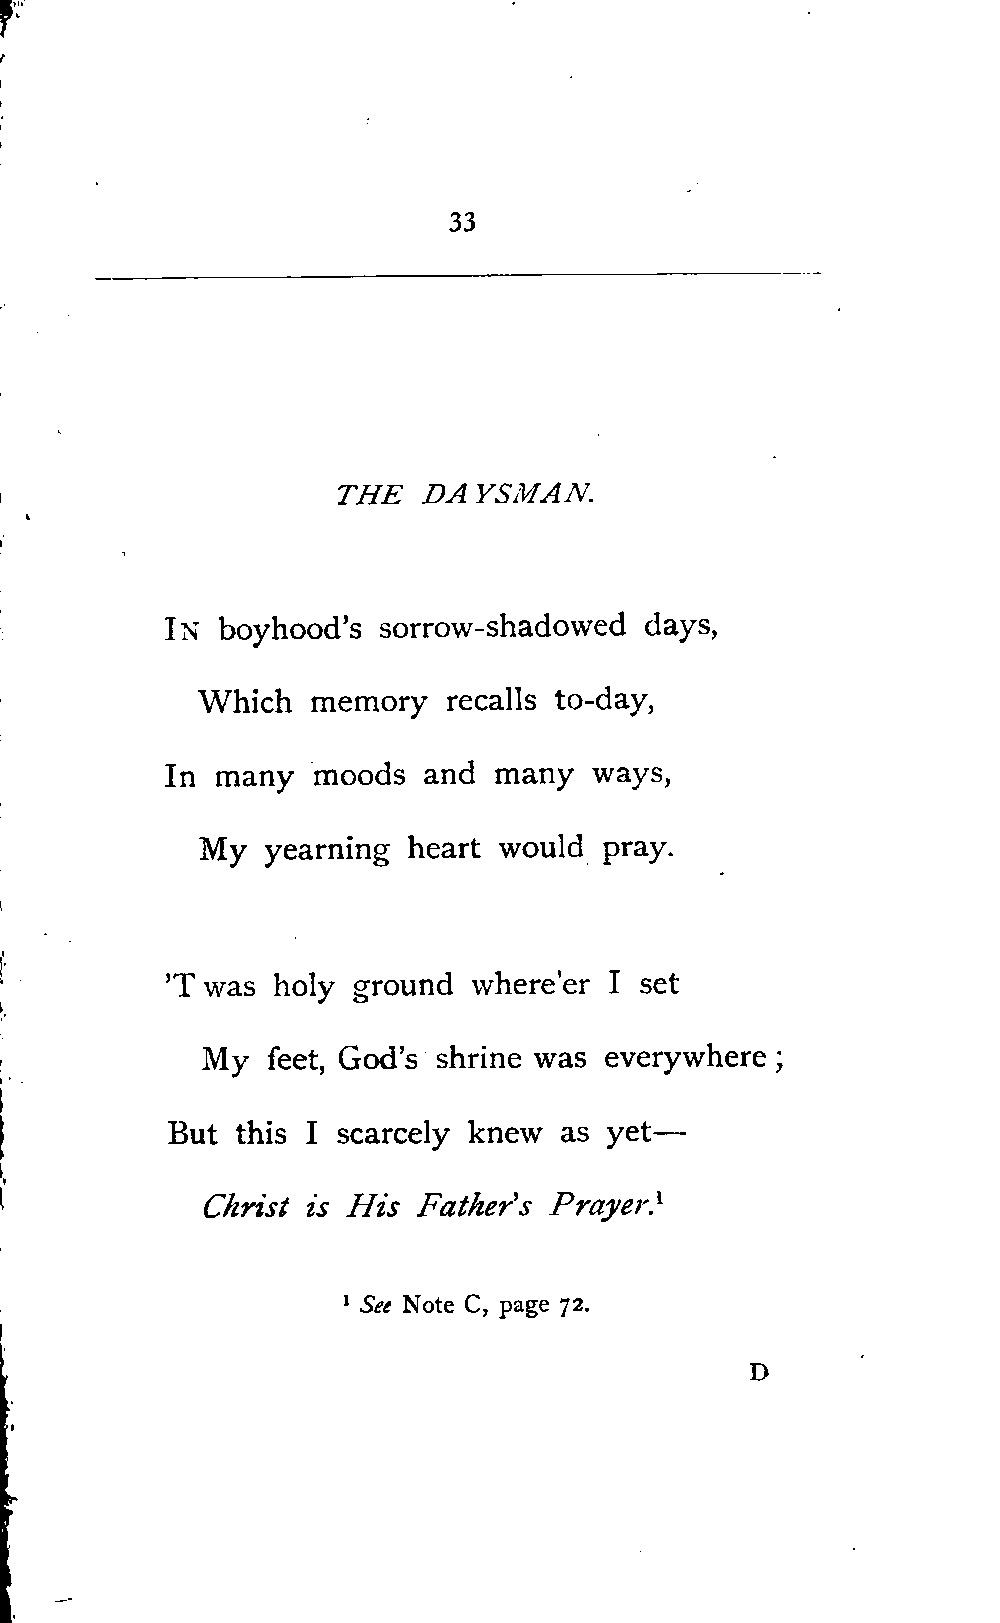 33
THE DAYSMAN.
IN boyhood's sorrow-shadowed days,
Which memory recalls to-day,
In many moods and many ways,
My yearning heart would pray.
'T was holy ground where'er I set
My feet, God's shrine was everywhere ;
But this I scarcely knew as yet—
Christ is His Father's Prayer.¹
¹ See Note C, page 72.
D